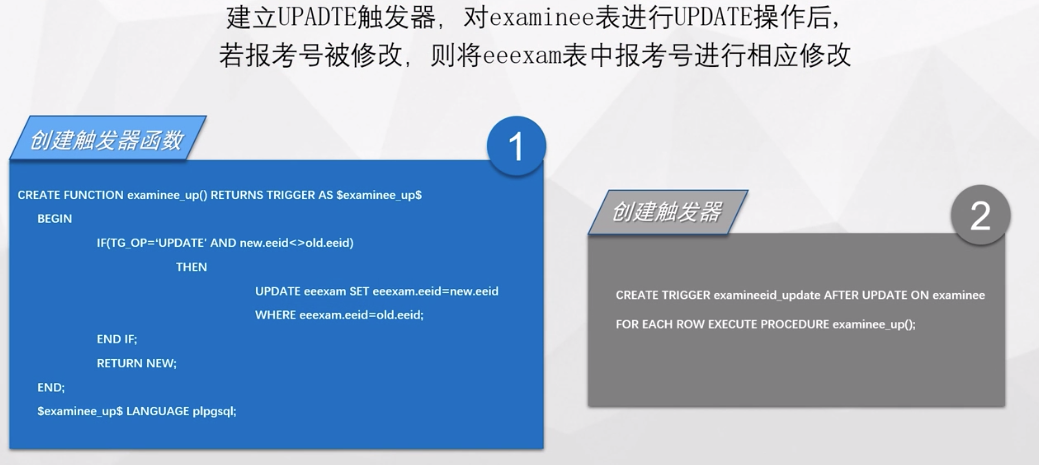 建立UPADTE触发器，对examinee表进行UPDATE操作后，
若报考号被修改，则将eeexam表中报考号进行相应修改
创建触发器函数
1
CREATE FUNCTION examinee_up() RETURNS TRIGGER AS $examinee_up$
BEGIN
IF(TG_OP=‘UPDATE' AND new.eeid<>old.eeid)
THEN
UPDATE eeexam SET eeexam.eeid=new.eeid
WHERE eeexam.eeid=old.eeid;
END IF;
RETURN NEW;
END;
$examinee_up$ LANGUAGE plpgsql;
创建触发器
2
CREATE TRIGGER examineeid_update AFTER UPDATE ON examinee
FOR EACH ROW EXECUTE PROCEDURE examinee_up();